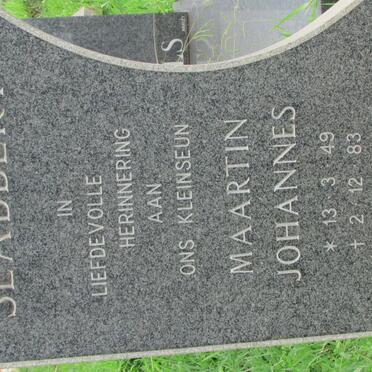 IN
LIEFDEVOLLE
HERINNERING
AAN
ONS KLEINSEUN
MAARTIN
JOHANNES
* 13 3 49
† 2 12 83